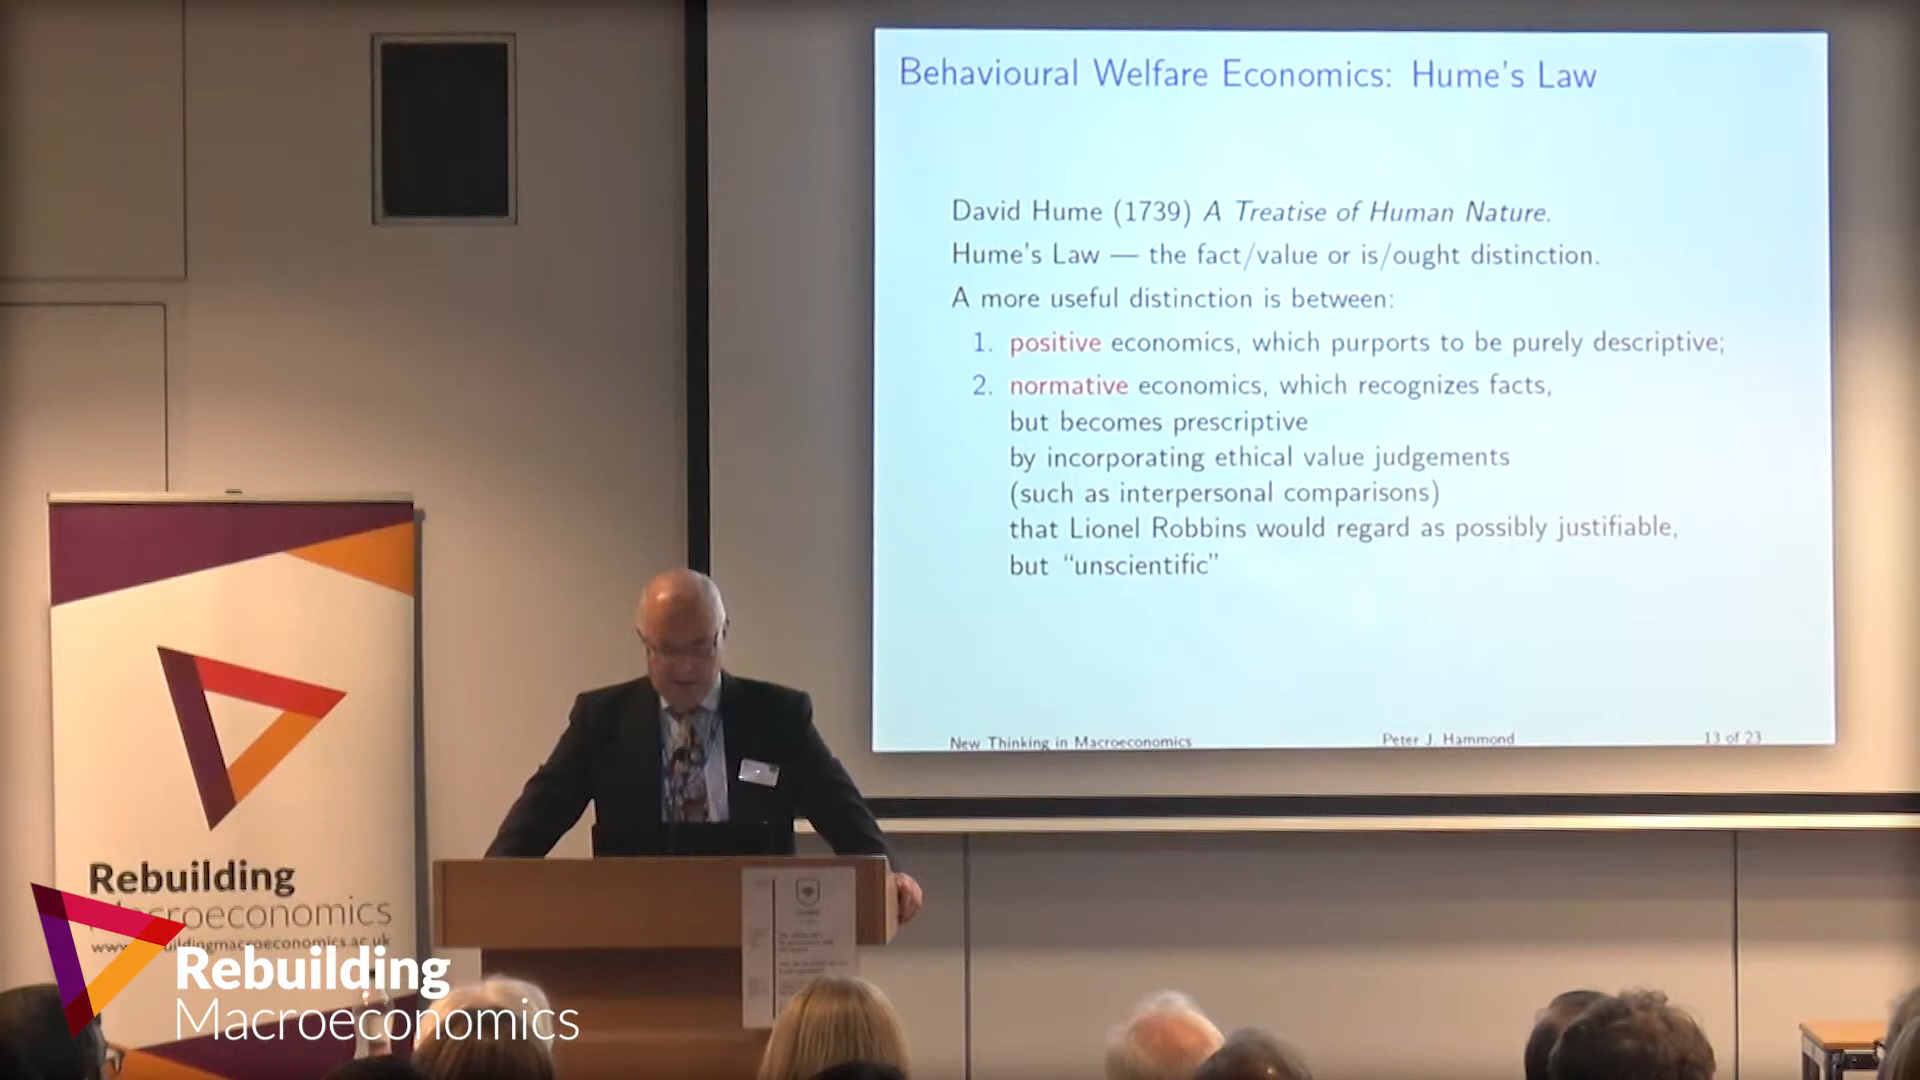 Behavioural Welfare Economics: Hume's Law
David Hume (1739) A Treatise of Human Nature.
Hume's Law — the fact/value or is/ought distinction.
A more useful distinction is between:
1. positive economics, which purports to be purely descriptive;
2. normative economics, which recognizes facts,
but becomes prescriptive
by incorporating ethical value judgements
(such as interpersonal comparisons)
that Lionel Robbins would regard as possibly justifiable,
but “unscientific”
New Thinking in Macroeconomics Peter J. Hammond 13 of 23
Rebuilding
Macroeconomics
Rebuilding
Macroeconomics